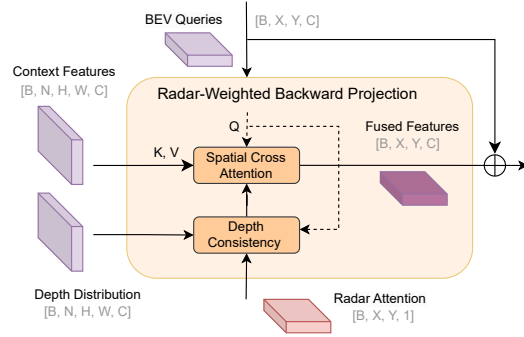 BEV Queries
[B, X, Y, C]
Context Features
[B, N, H, W, C]
Radar-Weighted Backward Projection
Q
Fused Features
[B, X, Y, C]
K, V
Spatial Cross
Attention
Depth
Consistency
Depth Distribution
[B, N, H, W, C]
Radar Attention
[B, X, Y, 1]